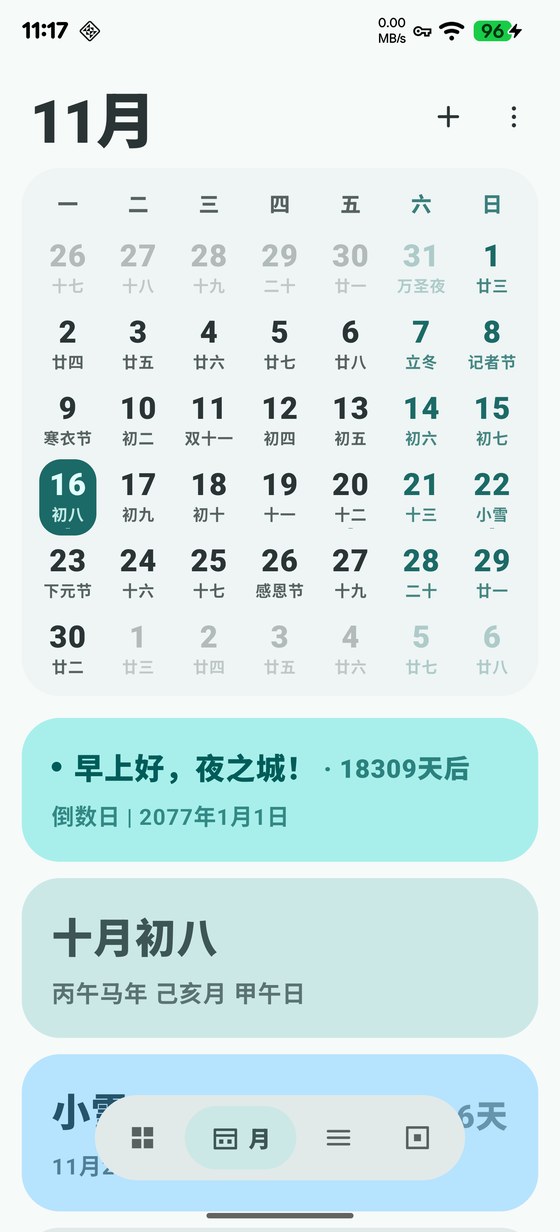 11:17
0.00
MB/s
96
11月
一 二 三 四 五 六 日
26 27 28 29 30 31 1
十七 十八 十九 二十 廿一 万圣夜 廿三
2 3 4 5 6 7 8
廿四 廿五 廿六 廿七 廿八 立冬 记者节
9 10 11 12 13 14 15
寒衣节 初二 双十一 初四 初五 初六 初七
16 17 18 19 20 21 22
初八 初九 初十 十一 十二 十三 小雪
23 24 25 26 27 28 29
下元节 十六 十七 感恩节 十九 二十 廿一
30 1 2 3 4 5 6
廿二 廿三 廿四 廿五 廿六 廿七 廿八
• 早上好，夜之城！ · 18309天后
倒数日 | 2077年1月1日
十月初八
丙午马年 己亥月 甲午日
小雪 6天
11月2
月